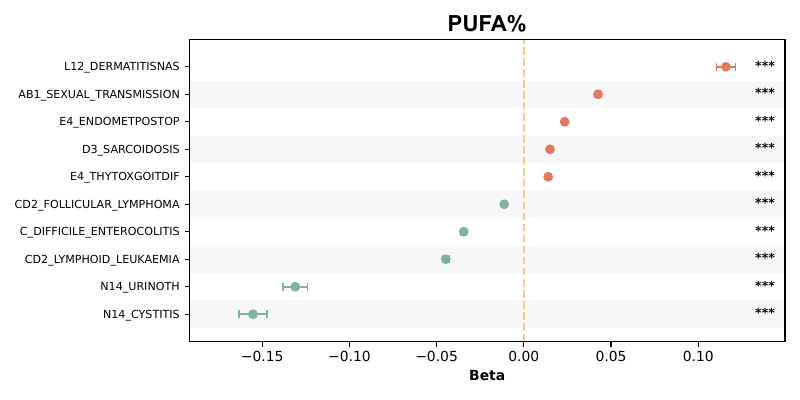 PUFA%
L12_DERMATITISNAS ***
AB1_SEXUAL_TRANSMISSION ***
E4_ENDOMETPOSTOP ***
D3_SARCOIDOSIS ***
E4_THYTOXGOITDIF ***
CD2_FOLLICULAR_LYMPHOMA ***
C_DIFFICILE_ENTEROCOLITIS ***
CD2_LYMPHOID_LEUKAEMIA ***
N14_URINOTH ***
N14_CYSTITIS ***
−0.15 −0.10 −0.05 0.00 0.05 0.10
Beta